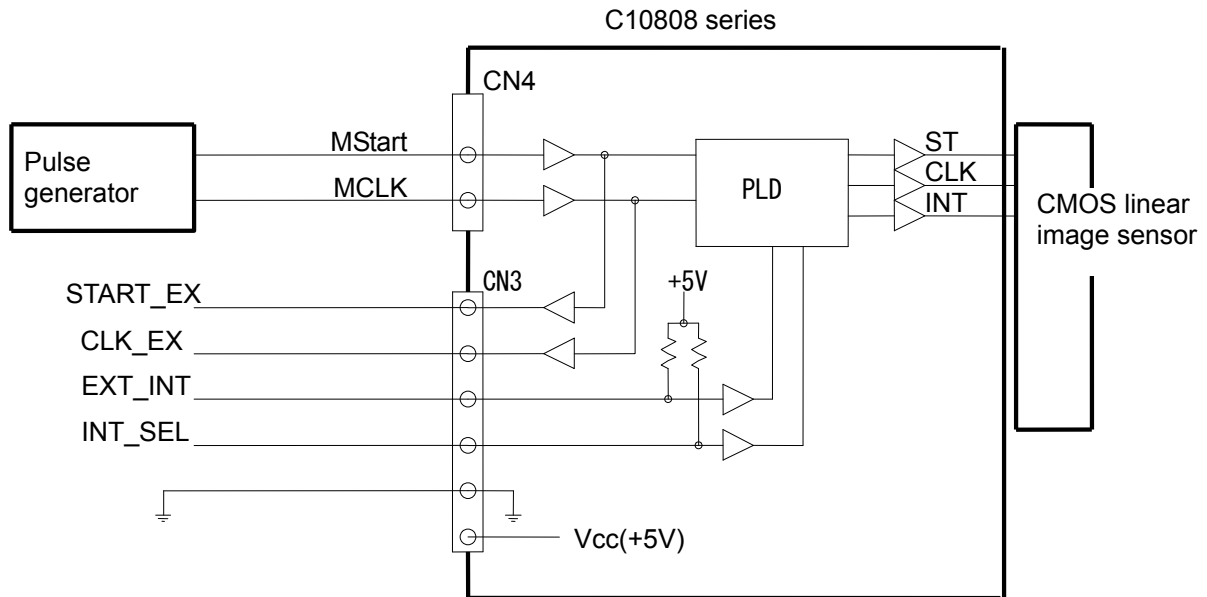 C10808 series
CN4
Pulse
generator
MStart
MCLK
PLD
ST
CLK
INT
CMOS linear
image sensor
CN3
+5V
START_EX
CLK_EX
EXT_INT
INT_SEL
Vcc(+5V)